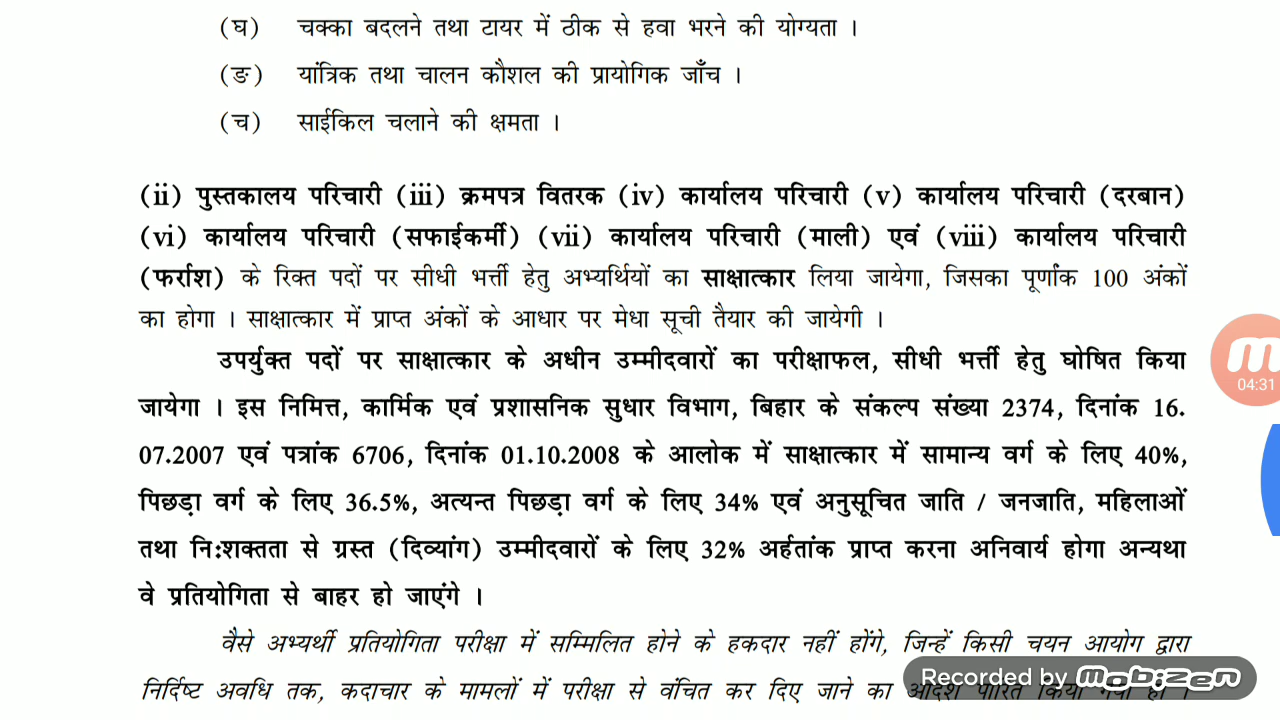 (घ) चक्का बदलने तथा टायर में ठीक से हवा भरने की योग्यता ।
(ङ) यांत्रिक तथा चालन कौशल की प्रायोगिक जाँच ।
(च) साईकिल चलाने की क्षमता ।
(ii) पुस्तकालय परिचारी (iii) क्रमपत्र वितरक (iv) कार्यालय परिचारी (v) कार्यालय परिचारी (दरबान)
(vi) कार्यालय परिचारी (सफाईकर्मी) (vii) कार्यालय परिचारी (माली) एवं (viii) कार्यालय परिचारी
(फर्राश) के रिक्त पदों पर सीधी भर्त्ती हेतु अभ्यर्थियों का साक्षात्कार लिया जायेगा, जिसका पूर्णांक 100 अंकों
का होगा । साक्षात्कार में प्राप्त अंकों के आधार पर मेधा सूची तैयार की जायेगी ।
उपर्युक्त पदों पर साक्षात्कार के अधीन उम्मीदवारों का परीक्षाफल, सीधी भर्त्ती हेतु घोषित किया
जायेगा । इस निमित्त, कार्मिक एवं प्रशासनिक सुधार विभाग, बिहार के संकल्प संख्या 2374, दिनांक 16.
07.2007 एवं पत्रांक 6706, दिनांक 01.10.2008 के आलोक में साक्षात्कार में सामान्य वर्ग के लिए 40%,
पिछड़ा वर्ग के लिए 36.5%, अत्यन्त पिछड़ा वर्ग के लिए 34% एवं अनुसूचित जाति / जनजाति, महिलाओं
तथा नि:शक्तता से ग्रस्त (दिव्यांग) उम्मीदवारों के लिए 32% अर्हतांक प्राप्त करना अनिवार्य होगा अन्यथा
वे प्रतियोगिता से बाहर हो जाएंगे ।
वैसे अभ्यर्थी प्रतियोगिता परीक्षा में सम्मिलित होने के हकदार नहीं होंगे, जिन्हें किसी चयन आयोग द्वारा
निर्दिष्ट अवधि तक, कदाचार के मामलों में परीक्षा से वंचित कर दिए जाने का
04:31
Recorded by mobizen